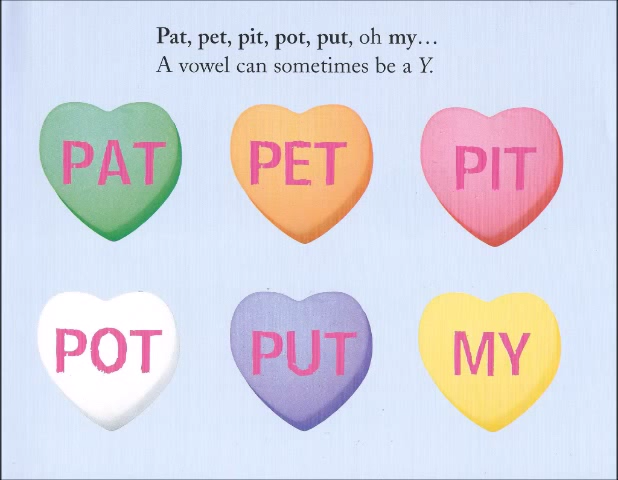 Pat, pet, pit, pot, put, oh my...
A vowel can sometimes be a Y.
PAT PET PIT
POT PUT MY